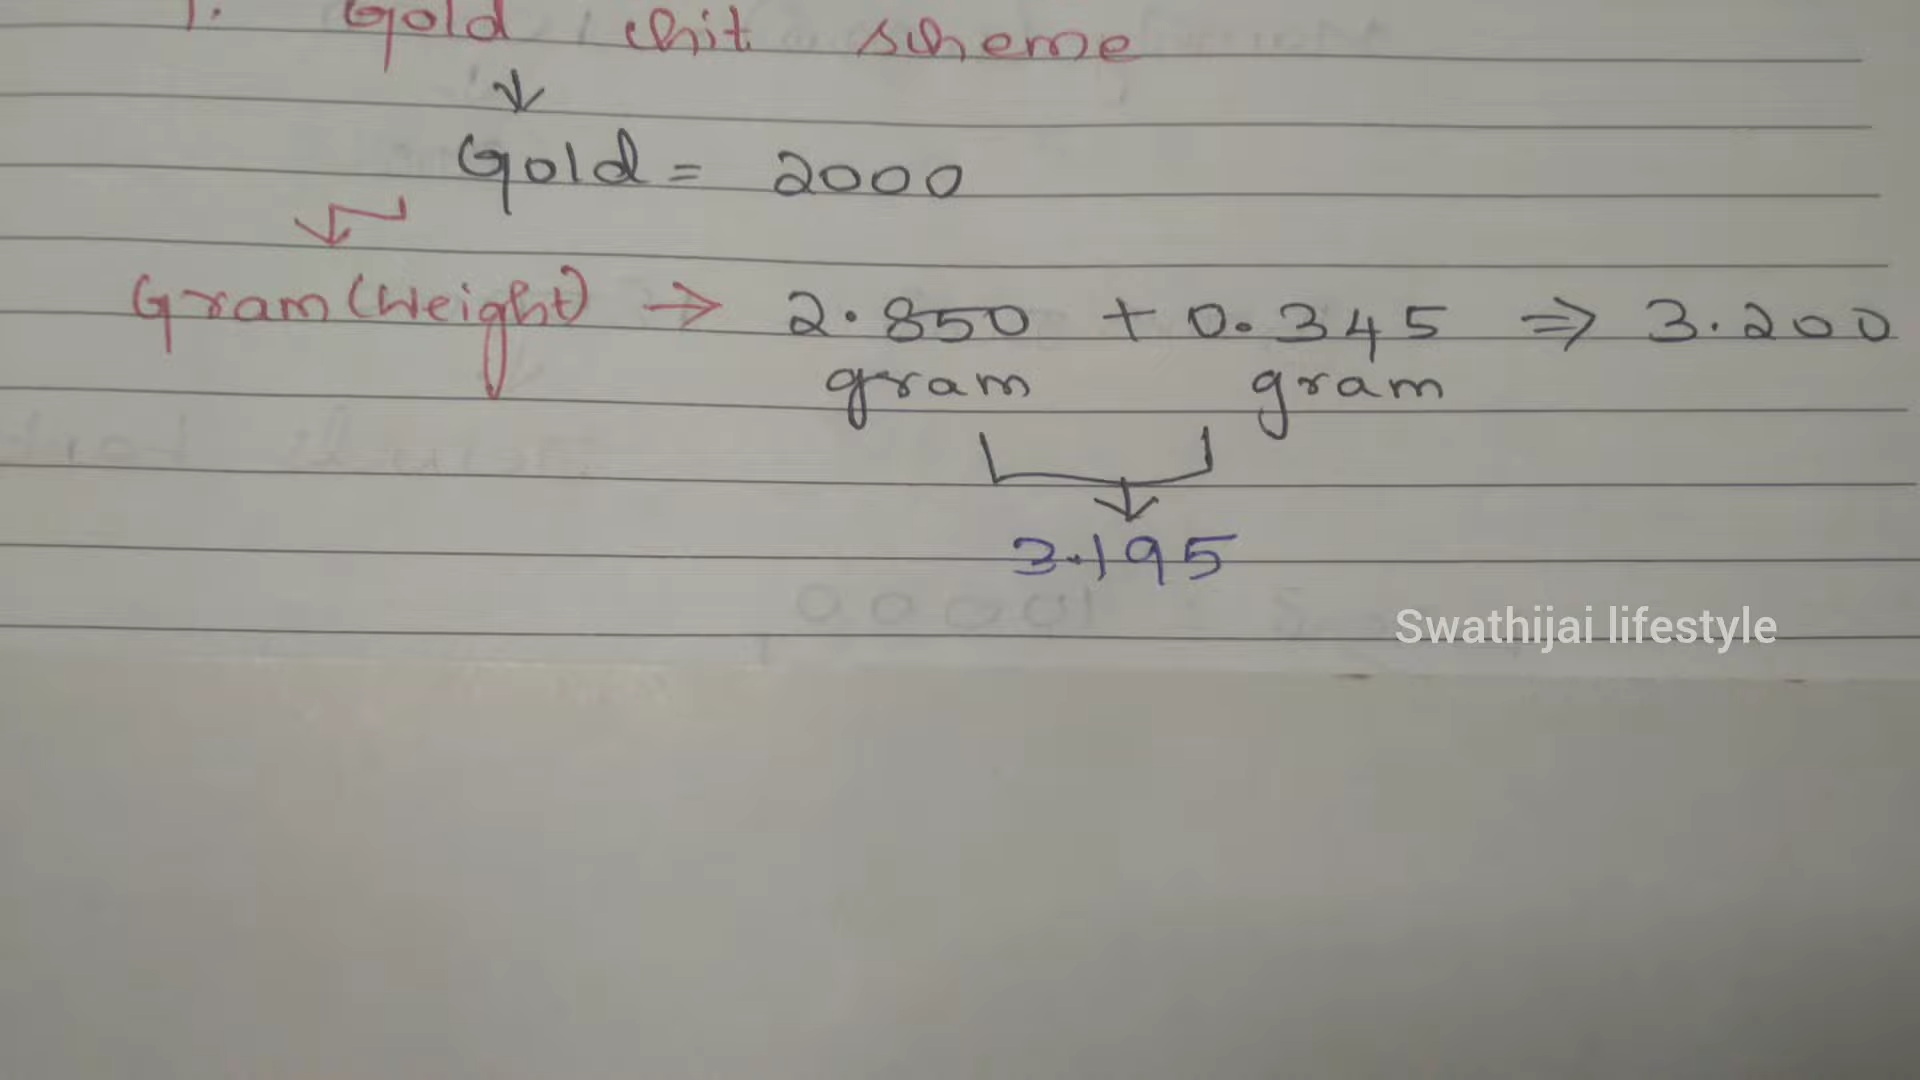 1. Gold chit scheme
↓
Gold = 2000
Gram (Weight) → 2.850 + 0.345 ⇒ 3.200
gram gram
↓
3.195
Swathijai lifestyle